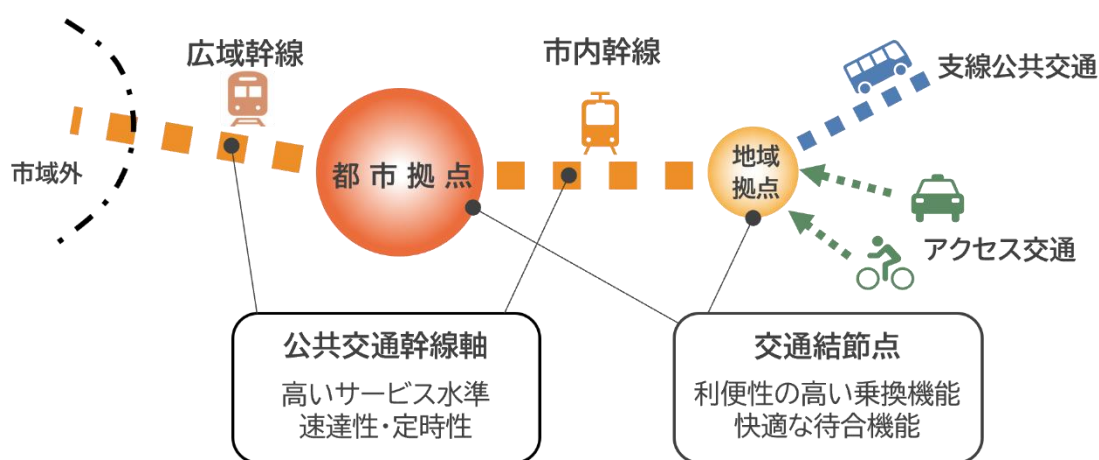 広域幹線
市内幹線
支線公共交通
市域外
都市拠点
地域
拠点
アクセス交通
公共交通幹線軸
高いサービス水準
速達性・定時性
交通結節点
利便性の高い乗換機能
快適な待合機能